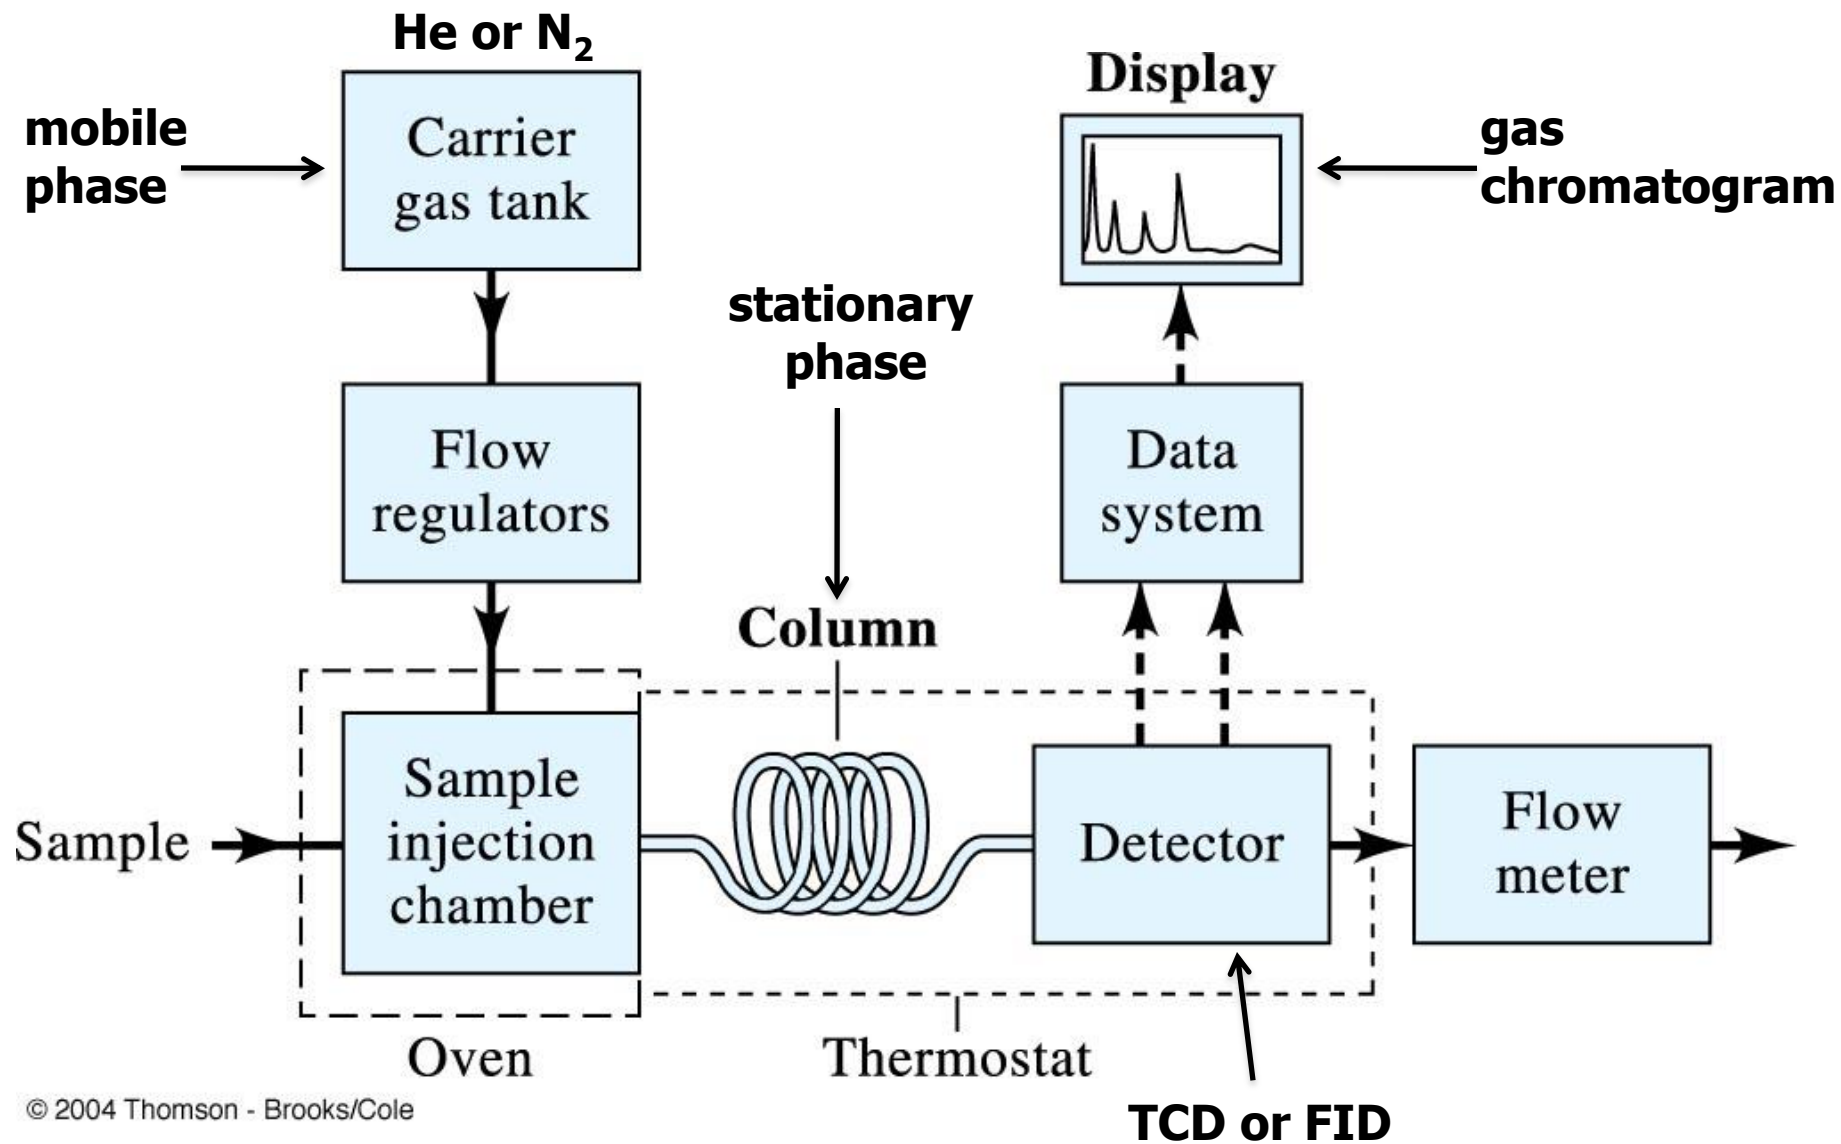 He or N₂
mobile
phase
Carrier
gas tank
Display
gas
chromatogram
stationary
phase
Flow
regulators
Data
system
Column
Sample
Sample
injection
chamber
Detector
Flow
meter
Oven
Thermostat
TCD or FID
© 2004 Thomson - Brooks/Cole